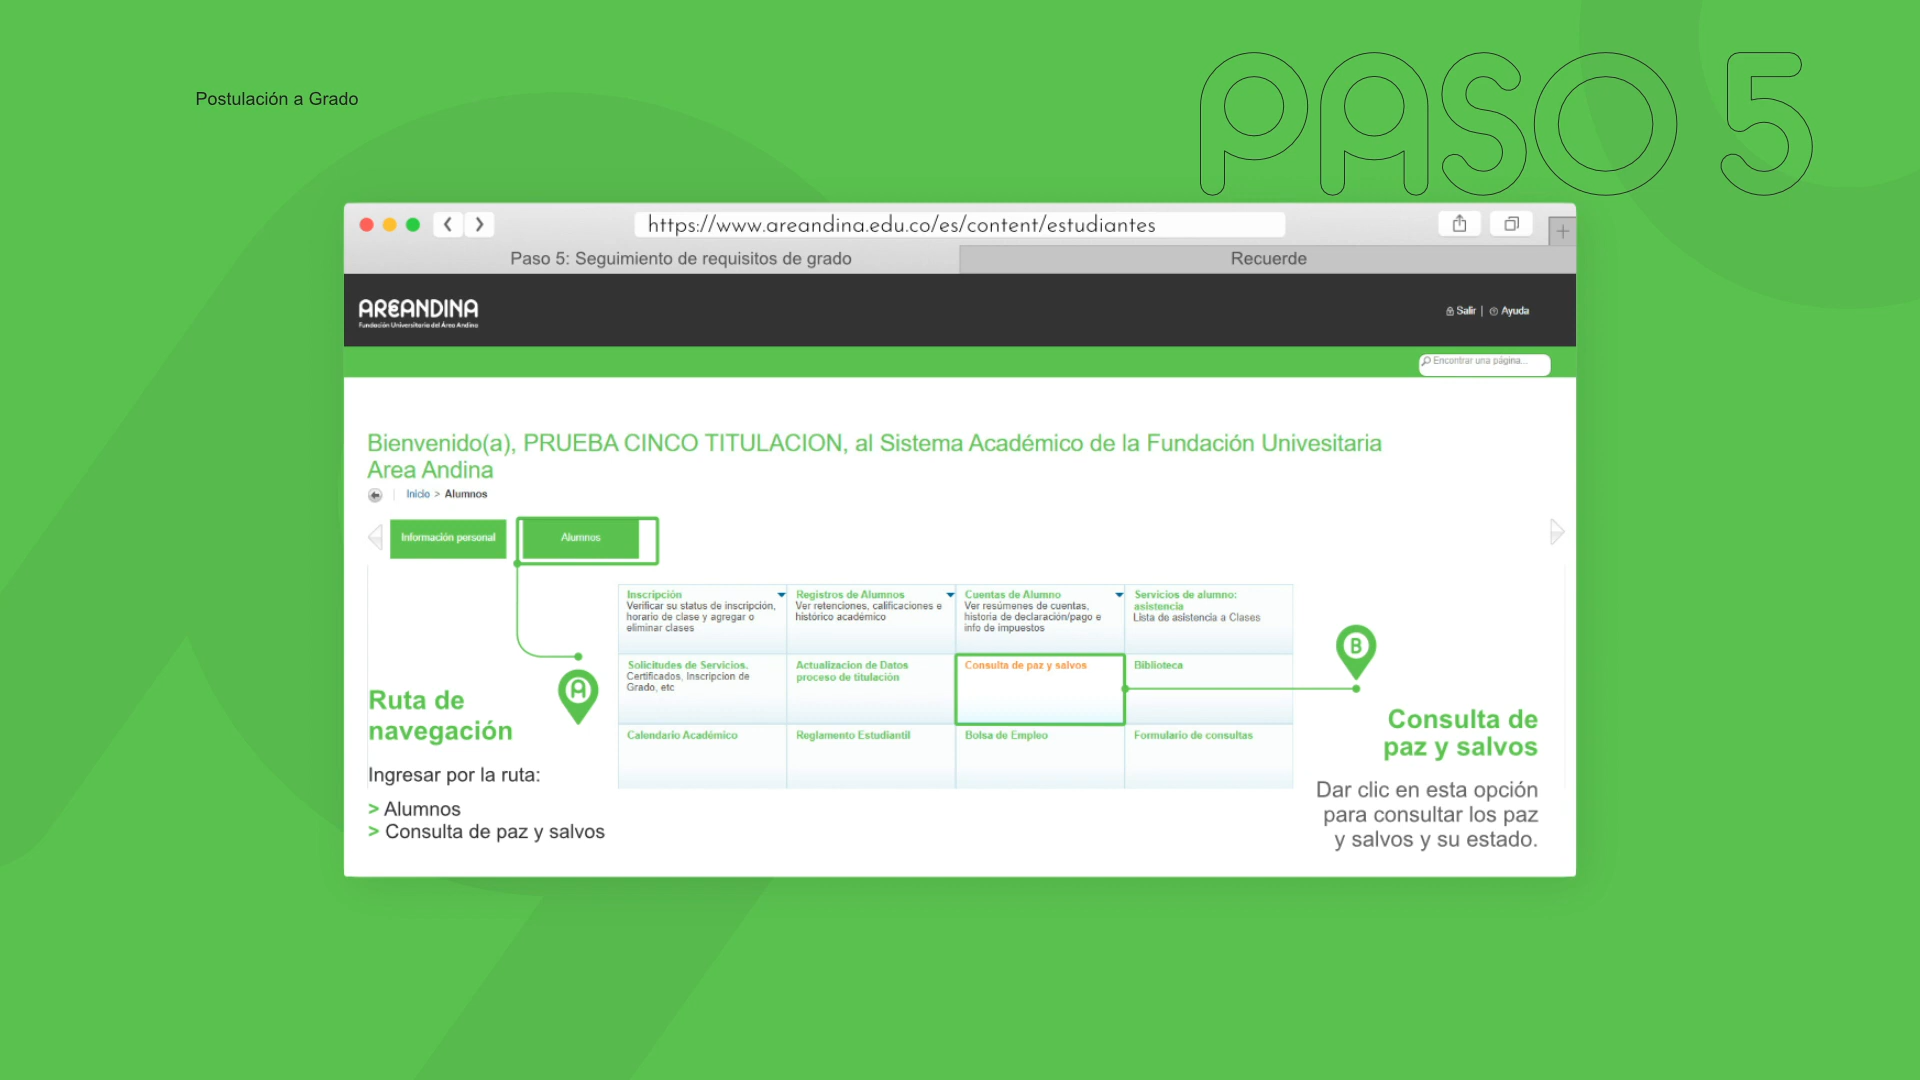 Postulación a Grado
PASO 5
https://www.areandina.edu.co/es/content/estudiantes
Paso 5: Seguimiento de requisitos de grado
Recuerde
AREANDINA
Fundación Universitaria del Área Andina
Salir | Ayuda
Encontrar una página...
Bienvenido(a), PRUEBA CINCO TITULACION, al Sistema Académico de la Fundación Univesitaria
Area Andina
Inicio > Alumnos
Información personal
Alumnos
Inscripción
Verificar su status de inscripción,
horario de clase y agregar o
eliminar clases
Registros de Alumnos
Ver retenciones, calificaciones e
histórico académico
Cuentas de Alumno
Ver resúmenes de cuentas,
historia de declaración/pago e
info de impuestos
Servicios de alumno:
asistencia
Lista de asistencia a Clases
Solicitudes de Servicios.
Certificados, Inscripcion de
Grado, etc
Actualizacion de Datos
proceso de titulación
Consulta de paz y salvos
Biblioteca
Calendario Académico
Reglamento Estudiantil
Bolsa de Empleo
Formulario de consultas
A
Ruta de
navegación
Ingresar por la ruta:
> Alumnos
> Consulta de paz y salvos
B
Consulta de
paz y salvos
Dar clic en esta opción
para consultar los paz
y salvos y su estado.